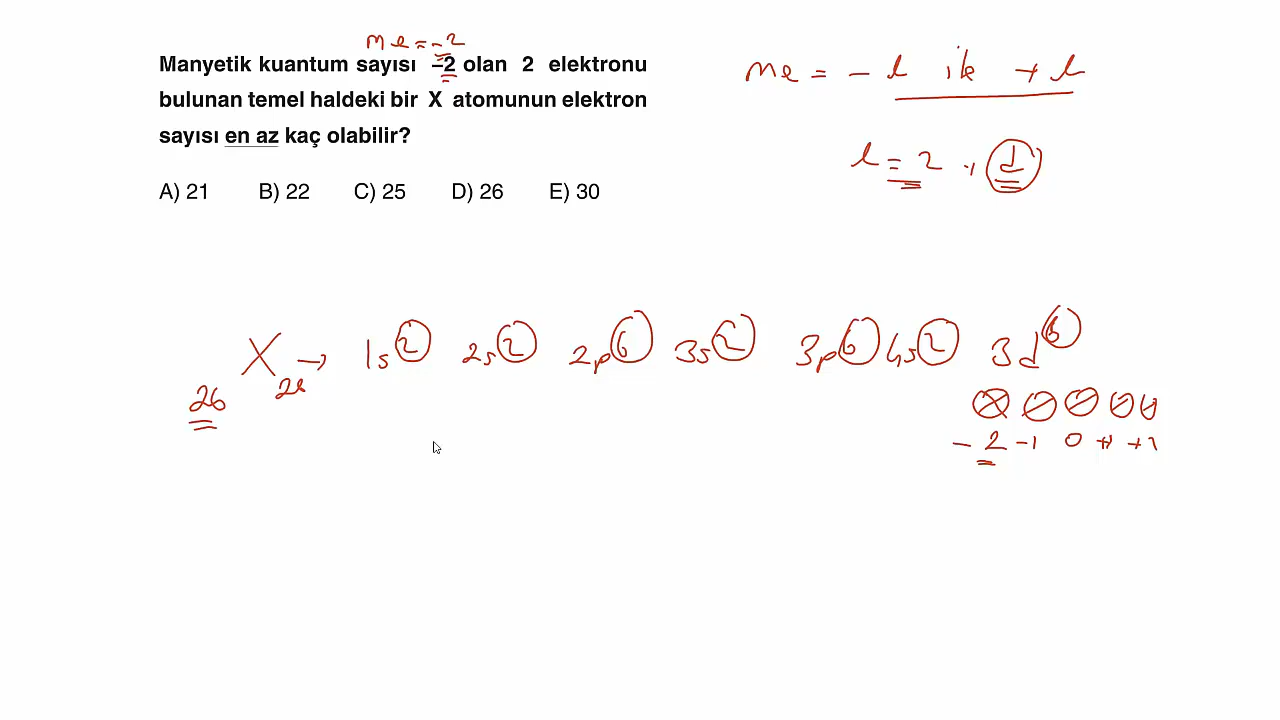 mℓ = -2
Manyetik kuantum sayısı −2 olan 2 elektronu
bulunan temel haldeki bir X atomunun elektron
sayısı en az kaç olabilir?
A) 21 B) 22 C) 25 D) 26 E) 30
mℓ = - ℓ ile + ℓ
ℓ = 2 → d
X → 1s2 2s2 2p6 3s2 3p6 4s2 3d6
26
-2 -1 0 +1